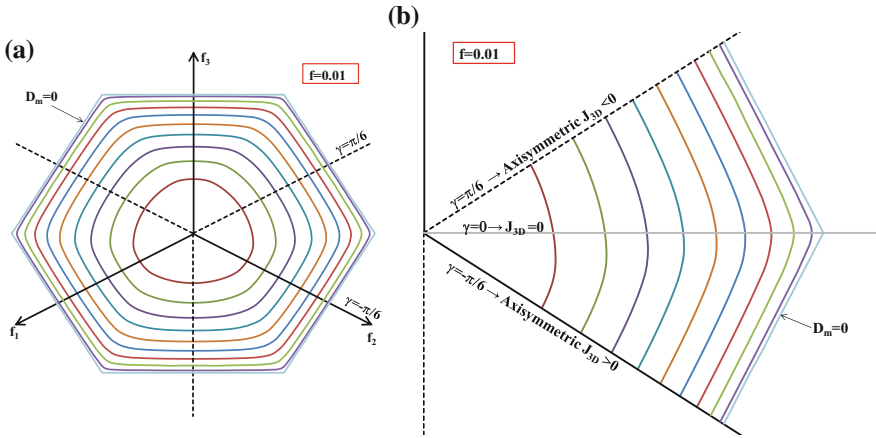 (a)
f₃
f=0.01
Dₘ=0
γ=π/6
γ=-π/6
f₁
f₂
(b)
f=0.01
γ=π/6 → Axisymmetric J₃D<0
γ=0→J₃D=0
γ=-π/6 → Axisymmetric J₃D>0
Dₘ=0